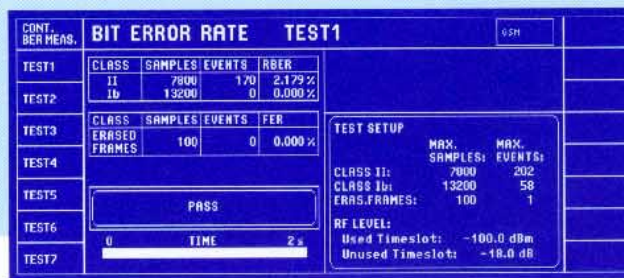 CONT.
BER MEAS.
BIT ERROR RATE TEST1
GSM
TEST1
TEST2
TEST3
TEST4
TEST5
TEST6
TEST7
CLASS SAMPLES EVENTS RBER
II 7800 170 2.179 %
Ib 13200 0 0.000 %
CLASS SAMPLES EVENTS FER
ERASED
FRAMES 100 0 0.000 %
PASS
0 TIME 2 s
TEST SETUP
MAX. MAX.
SAMPLES: EVENTS:
CLASS II: 7800 202
CLASS Ib: 13200 58
ERAS.FRAMES: 100 1
RF LEVEL:
Used Timeslot: -100.0 dBm
Unused Timeslot: -18.0 dB